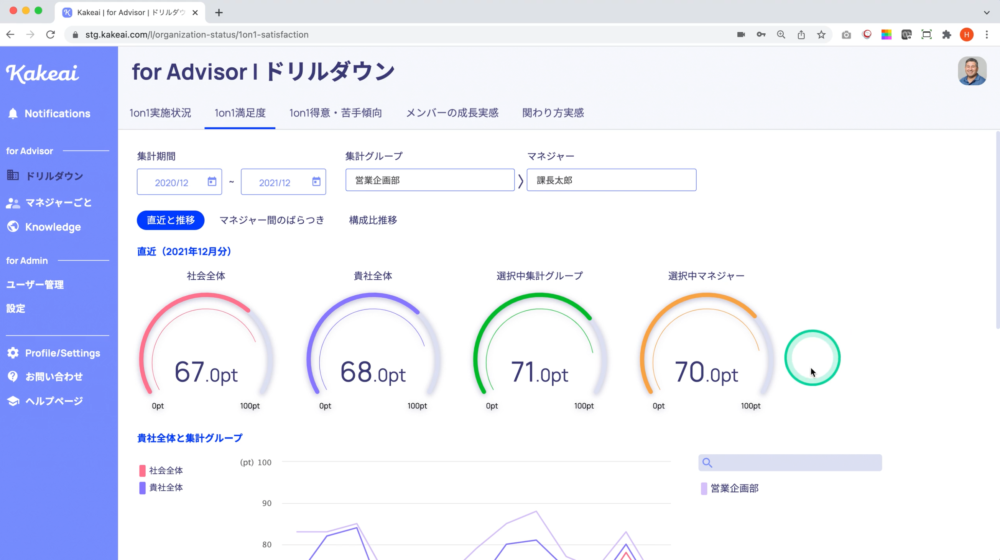 Kakeai | for Advisor | ドリルダウ
stg.kakeai.com/l/organization-status/1on1-satisfaction
H
Kakeai
Notifications
for Advisor
ドリルダウン
マネジャーごと
Knowledge
for Admin
ユーザー管理
設定
Profile/Settings
お問い合わせ
ヘルプページ
for Advisor | ドリルダウン
1on1実施状況 1on1満足度 1on1得意・苦手傾向 メンバーの成長実感 関わり方実感
集計期間 集計グループ マネジャー
2020/12 ~ 2021/12 営業企画部 課長太郎
直近と推移 マネジャー間のばらつき 構成比推移
直近（2021年12月分）
社会全体 貴社全体 選択中集計グループ 選択中マネジャー
67.0pt 68.0pt 71.0pt 70.0pt
0pt 100pt 0pt 100pt 0pt 100pt 0pt 100pt
貴社全体と集計グループ
社会全体
貴社全体
(pt) 100
90
80
営業企画部